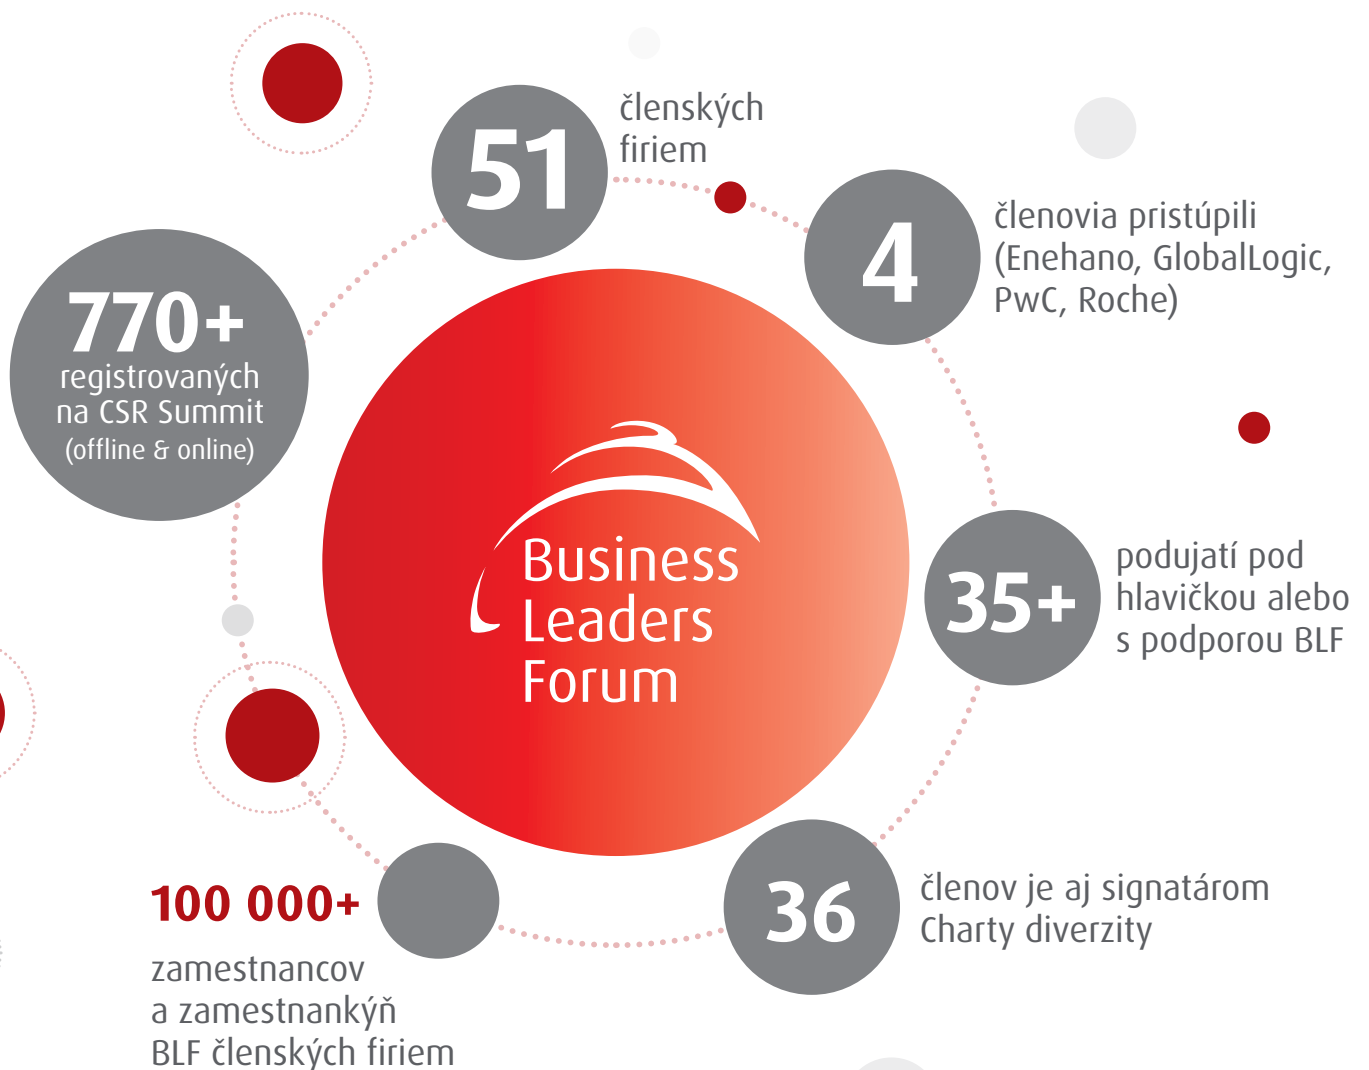 51
členských
firiem
4
členovia pristúpili
(Enehano, GlobalLogic,
PwC, Roche)
770+
registrovaných
na CSR Summit
(offline & online)
Business
Leaders
Forum
35+
podujatí pod
hlavičkou alebo
s podporou BLF
36
členov je aj signatárom
Charty diverzity
100 000+
zamestnancov
a zamestnankýň
BLF členských firiem